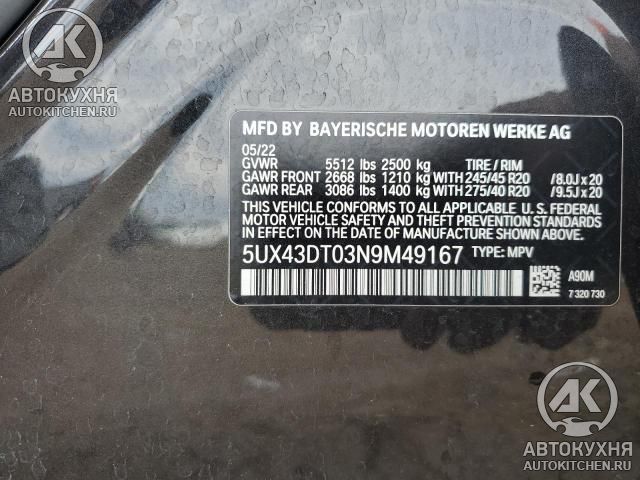 AK
АВТОКУХНЯ
AUTOKITCHEN.RU
MFD BY BAYERISCHE MOTOREN WERKE AG
05/22
GVWR 5512 lbs 2500 kg TIRE / RIM
GAWR FRONT 2668 lbs 1210 kg WITH 245/45 R20 /8.0J x 20
GAWR REAR 3086 lbs 1400 kg WITH 275/40 R20 /9.5J x 20
THIS VEHICLE CONFORMS TO ALL APPLICABLE U. S. FEDERAL
MOTOR VEHICLE SAFETY, BUMPER, AND THEFT PREVENTION
STANDARDS IN EFFECT ON THE DATE OF MANUFACTURE SHOWN ABOVE.
5UX43DT03N9M49167 TYPE: MPV
A90M
7 320 730
AK
АВТОКУХНЯ
AUTOKITCHEN.RU